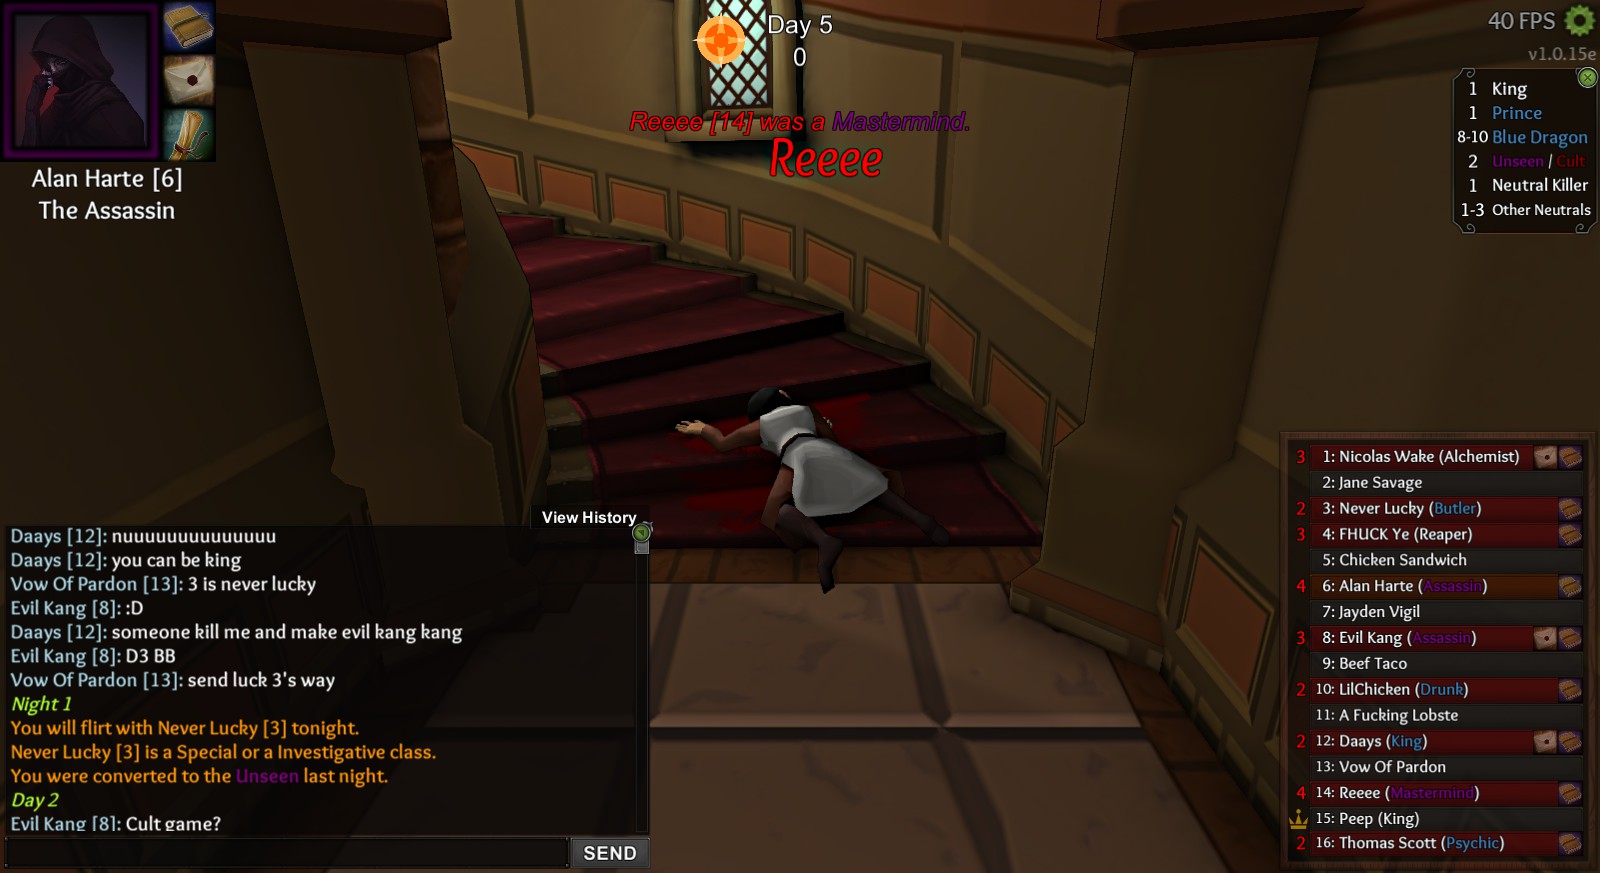 Alan Harte [6]
The Assassin
Day 5
0
40 FPS
v1.0.15e
1 King
1 Prince
8-10 Blue Dragon
2 Unseen / Cult
1 Neutral Killer
1-3 Other Neutrals
Reeee [14] was a Mastermind.
Reeee
View History
Daays [12]: nuuuuuuuuuuuuuuu
Daays [12]: you can be king
Vow Of Pardon [13]: 3 is never lucky
Evil Kang [8]: :D
Daays [12]: someone kill me and make evil kang kang
Evil Kang [8]: D3 BB
Vow Of Pardon [13]: send luck 3's way
Night 1
You will flirt with Never Lucky [3] tonight.
Never Lucky [3] is a Special or a Investigative class.
You were converted to the Unseen last night.
Day 2
Evil Kang [8]: Cult game?
SEND
3 1: Nicolas Wake (Alchemist)
2: Jane Savage
2 3: Never Lucky (Butler)
3 4: FHUCK Ye (Reaper)
5: Chicken Sandwich
4 6: Alan Harte (Assassin)
7: Jayden Vigil
3 8: Evil Kang (Assassin)
9: Beef Taco
2 10: LilChicken (Drunk)
11: A Fucking Lobste
2 12: Daays (King)
13: Vow Of Pardon
4 14: Reeee (Mastermind)
15: Peep (King)
2 16: Thomas Scott (Psychic)